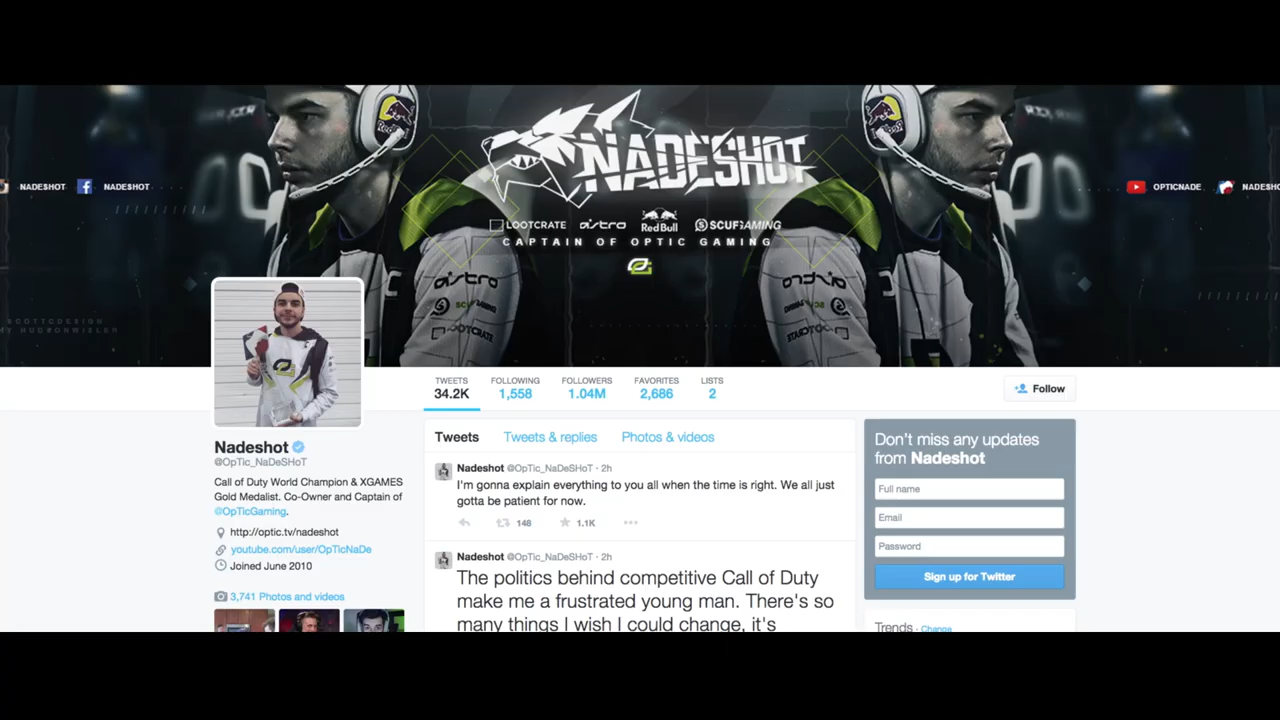 NADESHOT
NADESHOT
NADESHOT
OPTICNADE
NADESHO
LOOTCRATE astro RedBull SCUFGAMING
CAPTAIN OF OPTIC GAMING
astro
TWEETS FOLLOWING FOLLOWERS FAVORITES LISTS
34.2K 1,558 1.04M 2,686 2
Follow
Nadeshot
@OpTic_NaDeSHoT
Call of Duty World Champion & XGAMES
Gold Medalist. Co-Owner and Captain of
@OpTicGaming.
http://optic.tv/nadeshot
youtube.com/user/OpTicNaDe
Joined June 2010
3,741 Photos and videos
Tweets Tweets & replies Photos & videos
Nadeshot @OpTic_NaDeSHoT · 2h
I'm gonna explain everything to you all when the time is right. We all just
gotta be patient for now.
148 1.1K
Nadeshot @OpTic_NaDeSHoT · 2h
The politics behind competitive Call of Duty
make me a frustrated young man. There's so
many things I wish I could change, it's
Don't miss any updates
from Nadeshot
Full name
Email
Password
Sign up for Twitter
Trends · Change